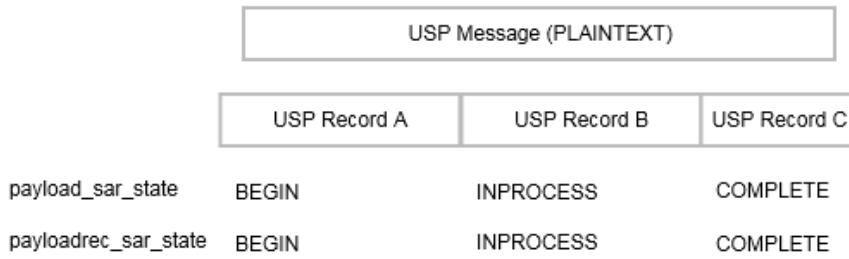 USP Message (PLAINTEXT)
USP Record A USP Record B USP Record C
payload_sar_state BEGIN INPROCESS COMPLETE
payloadrec_sar_state BEGIN INPROCESS COMPLETE